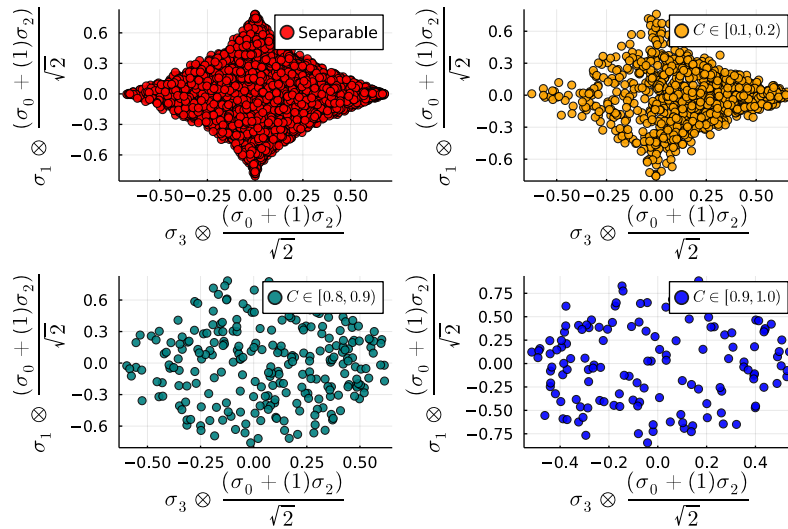 σ₁ ⊗ (σ₀ + (1)σ₂) / √2
0.6
0.3
0.0
−0.3
−0.6
−0.50 −0.25 0.00 0.25 0.50
σ₃ ⊗ (σ₀ + (1)σ₂) / √2
Separable
σ₁ ⊗ (σ₀ + (1)σ₂) / √2
0.6
0.3
0.0
−0.3
−0.6
−0.50 −0.25 0.00 0.25 0.50
σ₃ ⊗ (σ₀ + (1)σ₂) / √2
C ∈ [0.1, 0.2)
σ₁ ⊗ (σ₀ + (1)σ₂) / √2
0.6
0.3
0.0
−0.3
−0.6
−0.50 −0.25 0.00 0.25 0.50
σ₃ ⊗ (σ₀ + (1)σ₂) / √2
C ∈ [0.8, 0.9)
σ₁ ⊗ (σ₀ + (1)σ₂) / √2
0.75
0.50
0.25
0.00
−0.25
−0.50
−0.75
−0.4 −0.2 0.0 0.2 0.4
σ₃ ⊗ (σ₀ + (1)σ₂) / √2
C ∈ [0.9, 1.0)